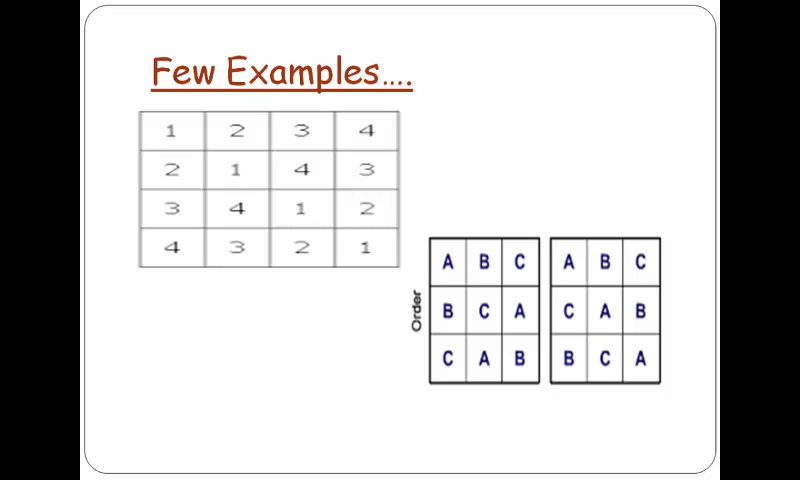 Few Examples....
1 2 3 4
2 1 4 3
3 4 1 2
4 3 2 1
Order
A B C
B C A
C A B
A B C
C A B
B C A